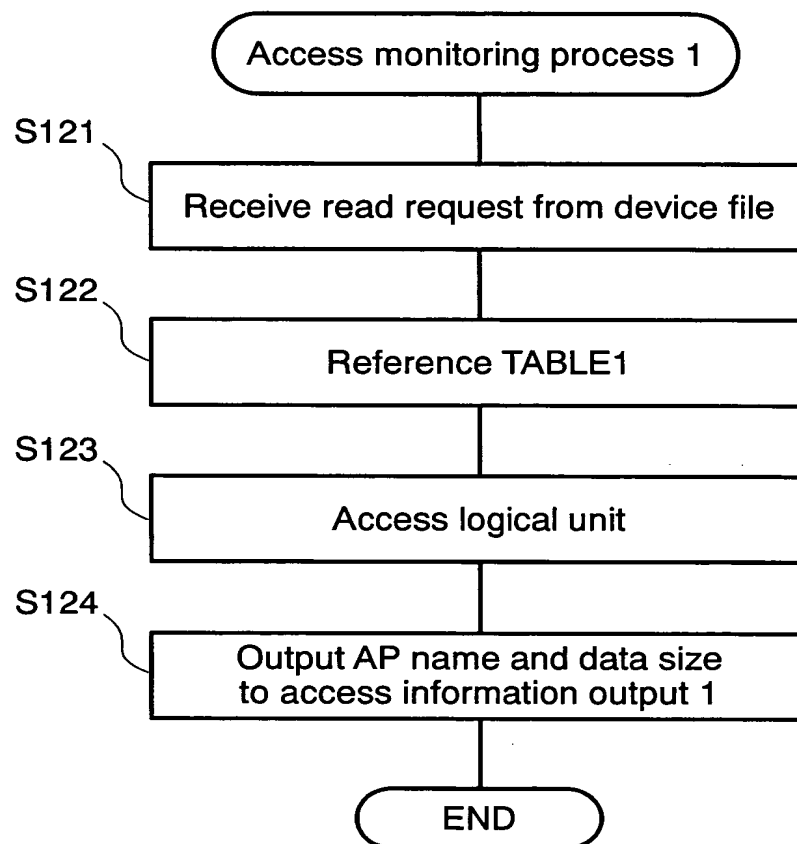 Access monitoring process 1
S121
Receive read request from device file
S122
Reference TABLE1
S123
Access logical unit
S124
Output AP name and data size
to access information output 1
END